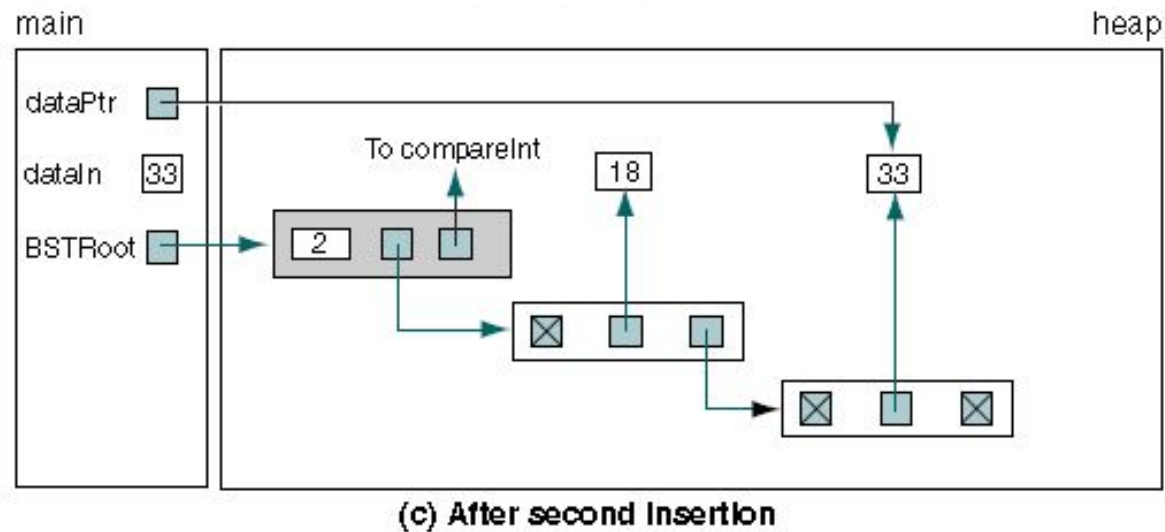 main
heap
dataPtr
To compareInt
dataIn 33 18 33
BSTRoot 2
(c) After second insertion